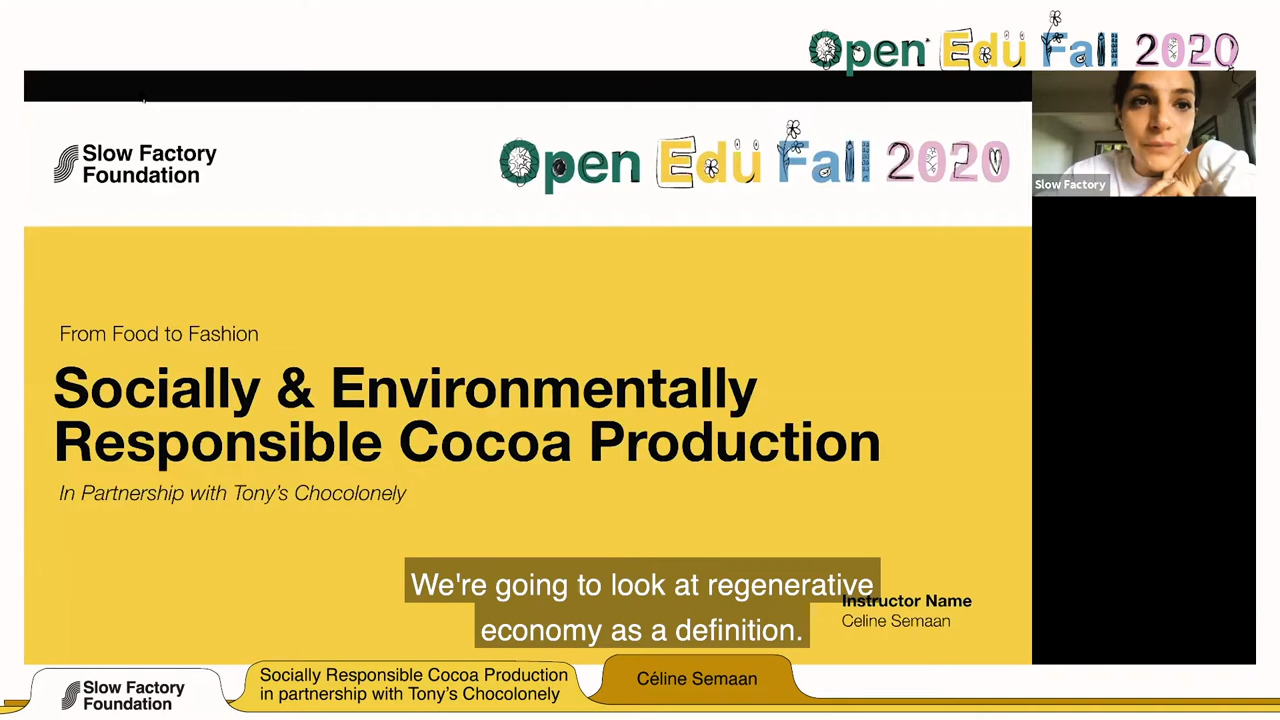 Open Edu Fall 2020
Slow Factory
Foundation
Open Edu Fall 2020
Slow Factory
From Food to Fashion
Socially & Environmentally
Responsible Cocoa Production
In Partnership with Tony's Chocolonely
We're going to look at regenerative
economy as a definition.
Instructor Name
Celine Semaan
Slow Factory
Foundation
Socially Responsible Cocoa Production
in partnership with Tony's Chocolonely
Céline Semaan